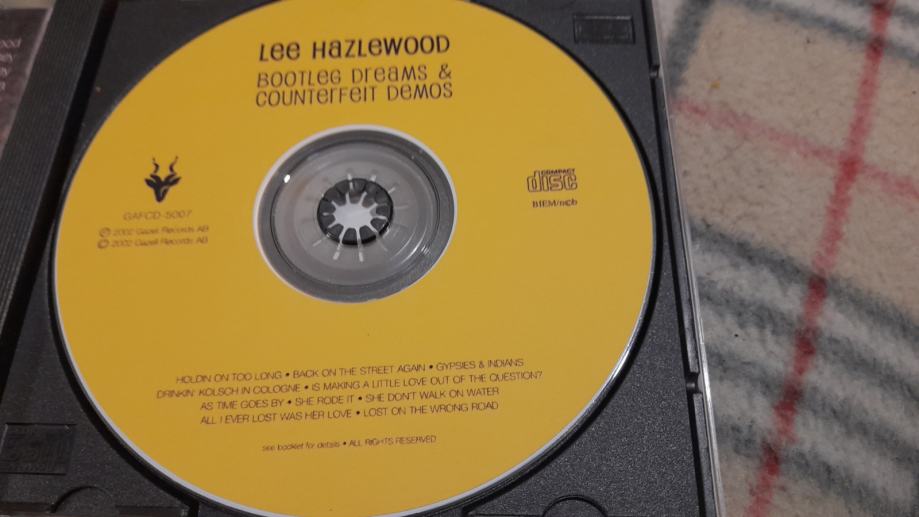 Lee Hazlewood
Bootleg Dreams &
Counterfeit Demos
COMPACT
disc
BIEM/ncb
GAFCD-5007
℗ 2002 Gazell Records AB
© 2002 Gazell Records AB
HOLDIN ON TOO LONG • BACK ON THE STREET AGAIN • GYPSIES & INDIANS
DRINKIN' KÖLSCH IN COLOGNE • IS MAKING A LITTLE LOVE OUT OF THE QUESTION?
AS TIME GOES BY • SHE RODE IT • SHE DON'T WALK ON WATER
ALL I EVER LOST WAS HER LOVE • LOST ON THE WRONG ROAD
see booklet for details • ALL RIGHTS RESERVED